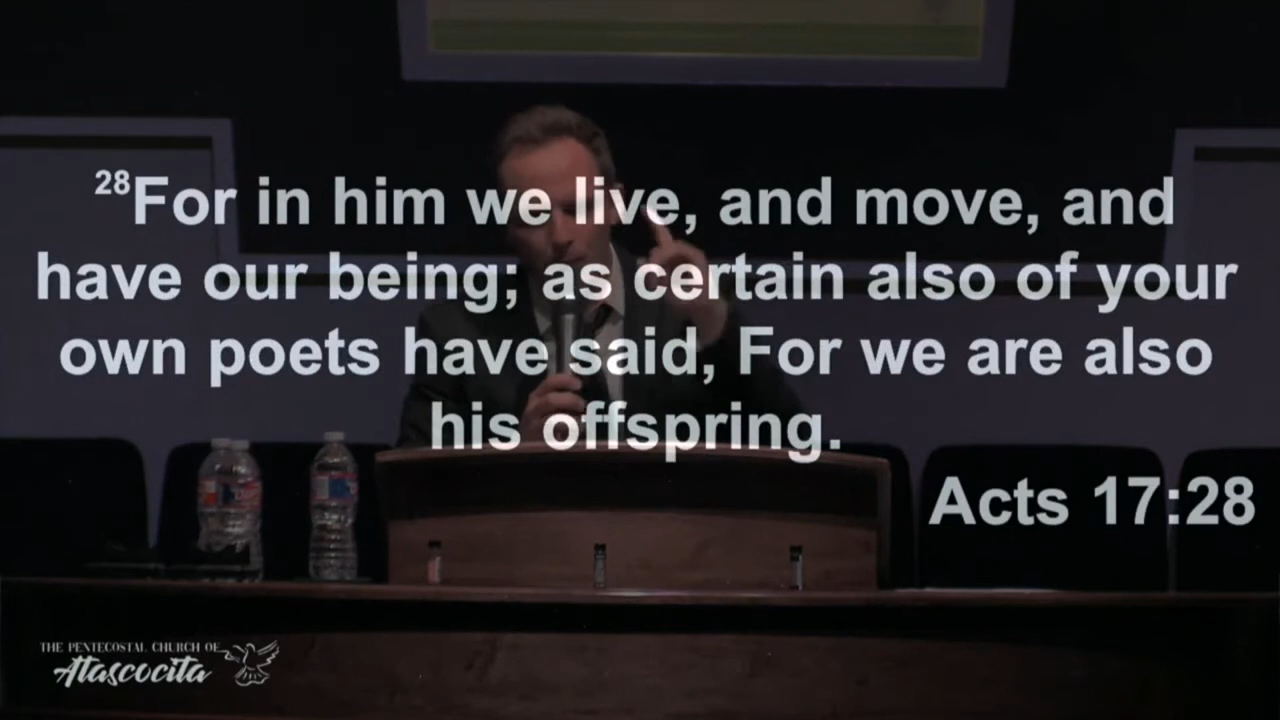 ²⁸For in him we live, and move, and
have our being; as certain also of your
own poets have said, For we are also
his offspring.
Acts 17:28
THE PENTECOSTAL CHURCH OF
Atascocita